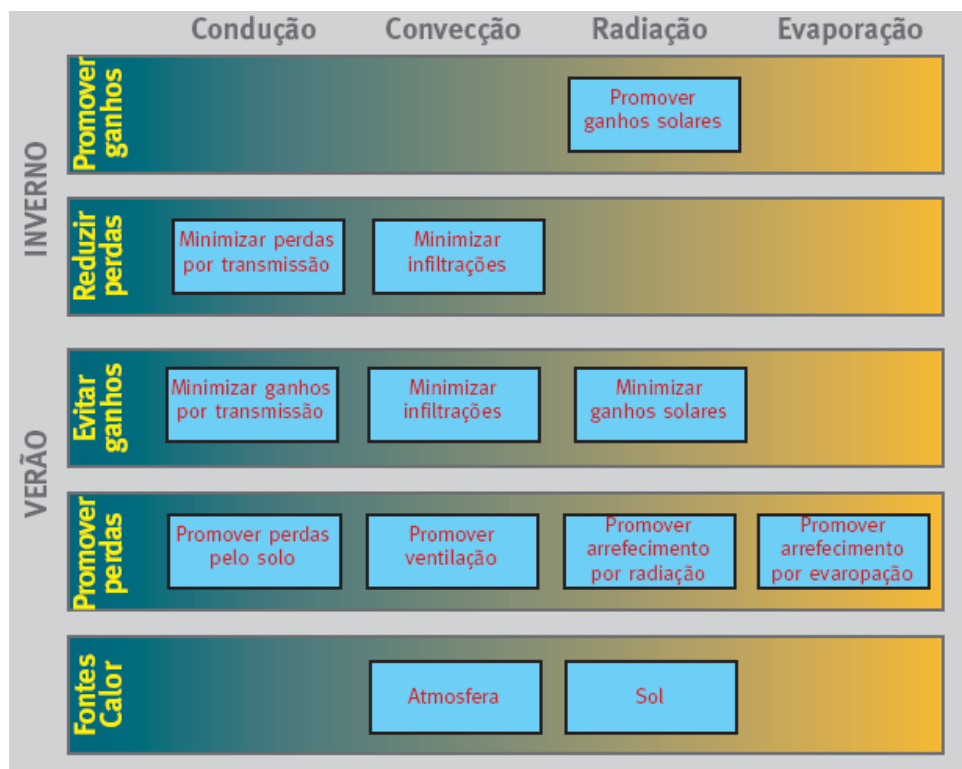 Condução Convecção Radiação Evaporação
INVERNO
Promover
ganhos
Promover
ganhos solares
Reduzir
perdas
Minimizar perdas
por transmissão
Minimizar
infiltrações
VERÃO
Evitar
ganhos
Minimizar ganhos
por transmissão
Minimizar
infiltrações
Minimizar
ganhos solares
Promover
perdas
Promover perdas
pelo solo
Promover
ventilação
Promover
arrefecimento
por radiação
Promover
arrefecimento
por evaropação
Fontes
Calor
Atmosfera
Sol